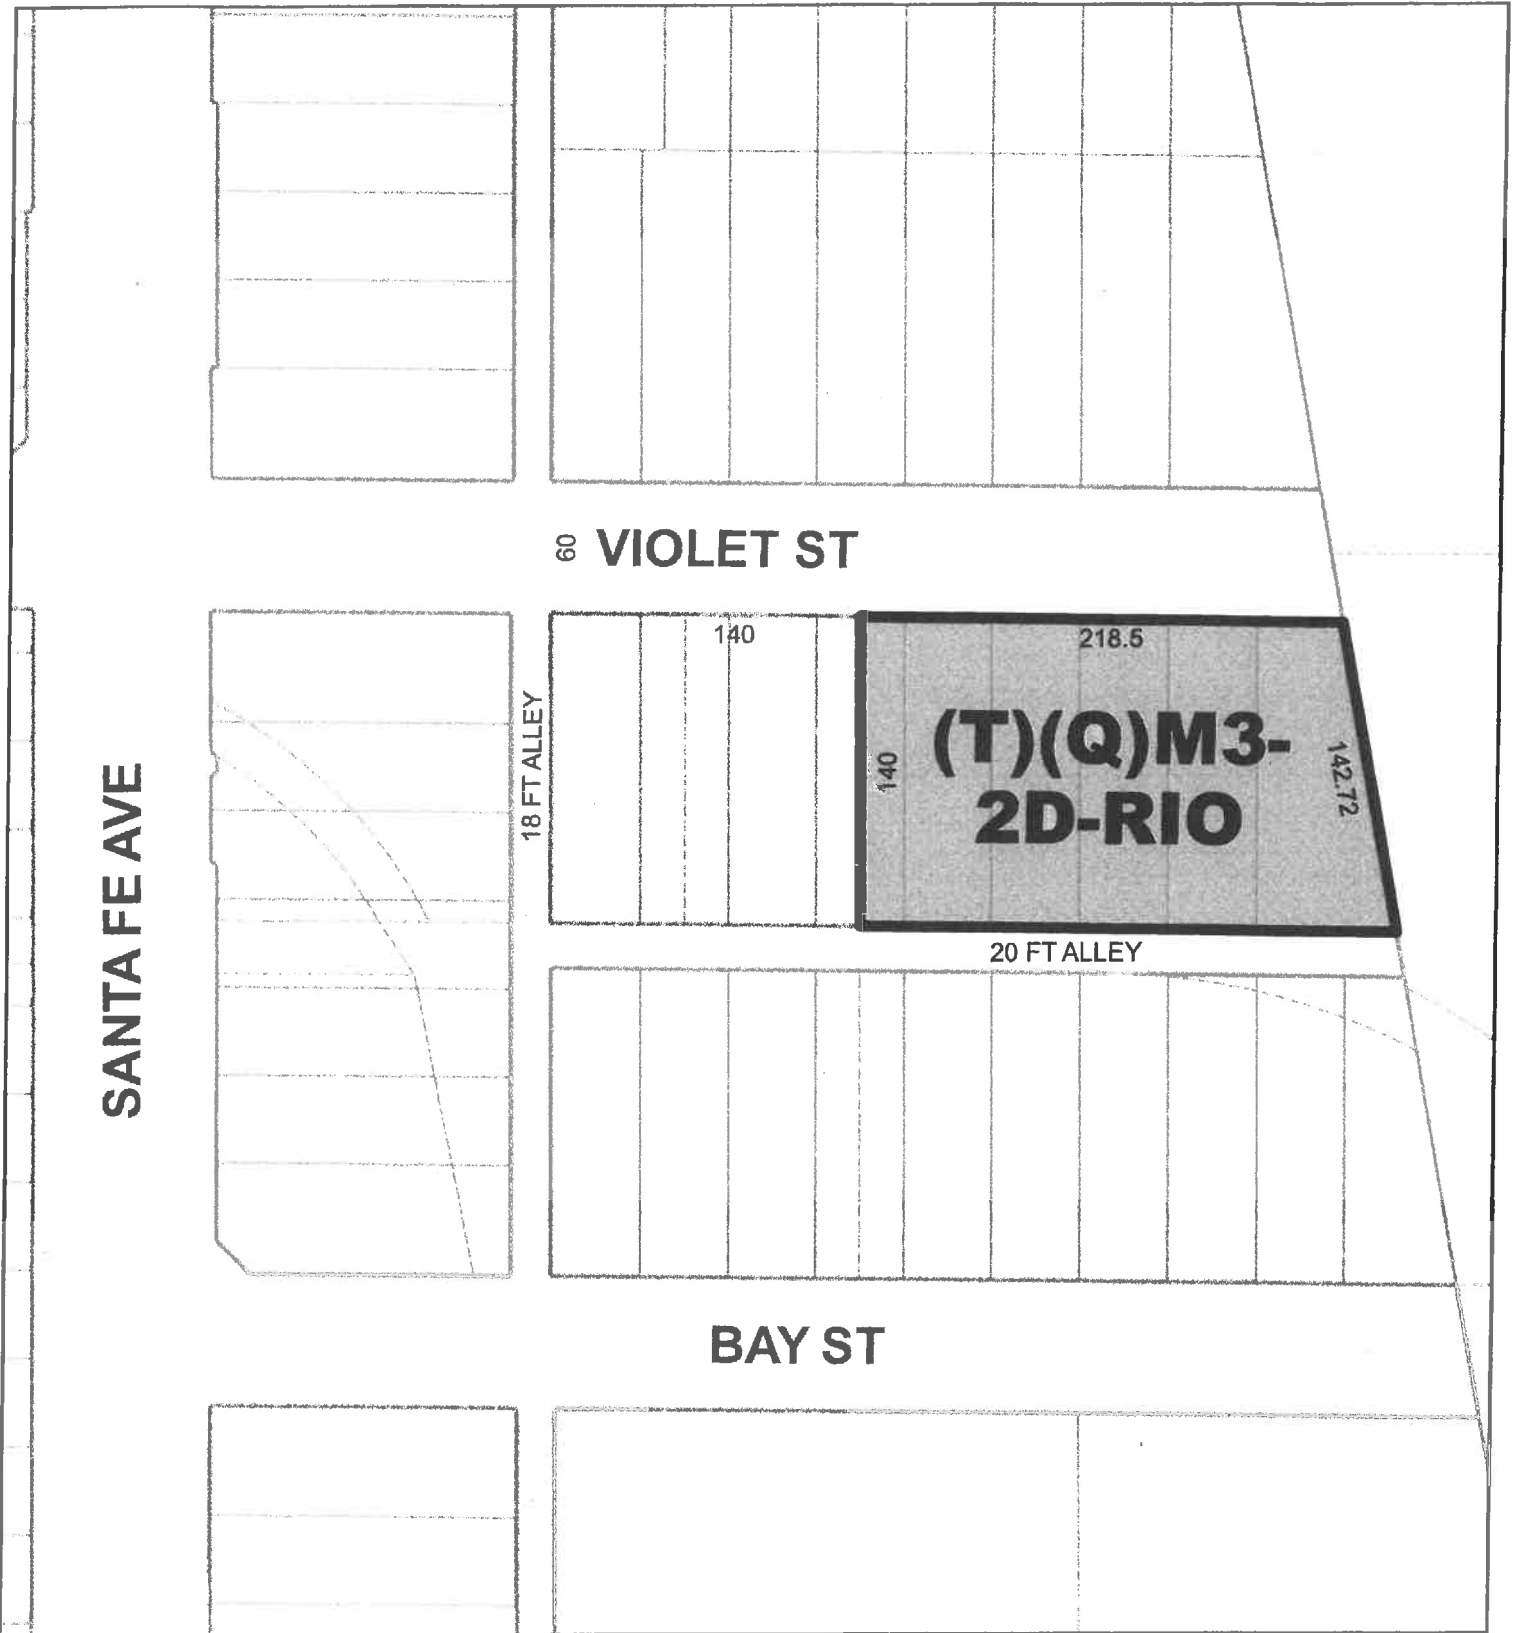 60 VIOLET ST
140
218.5
18 FT ALLEY
140
(T)(Q)M3-
2D-RIO
142.72
SANTA FE AVE
20 FT ALLEY
BAY ST